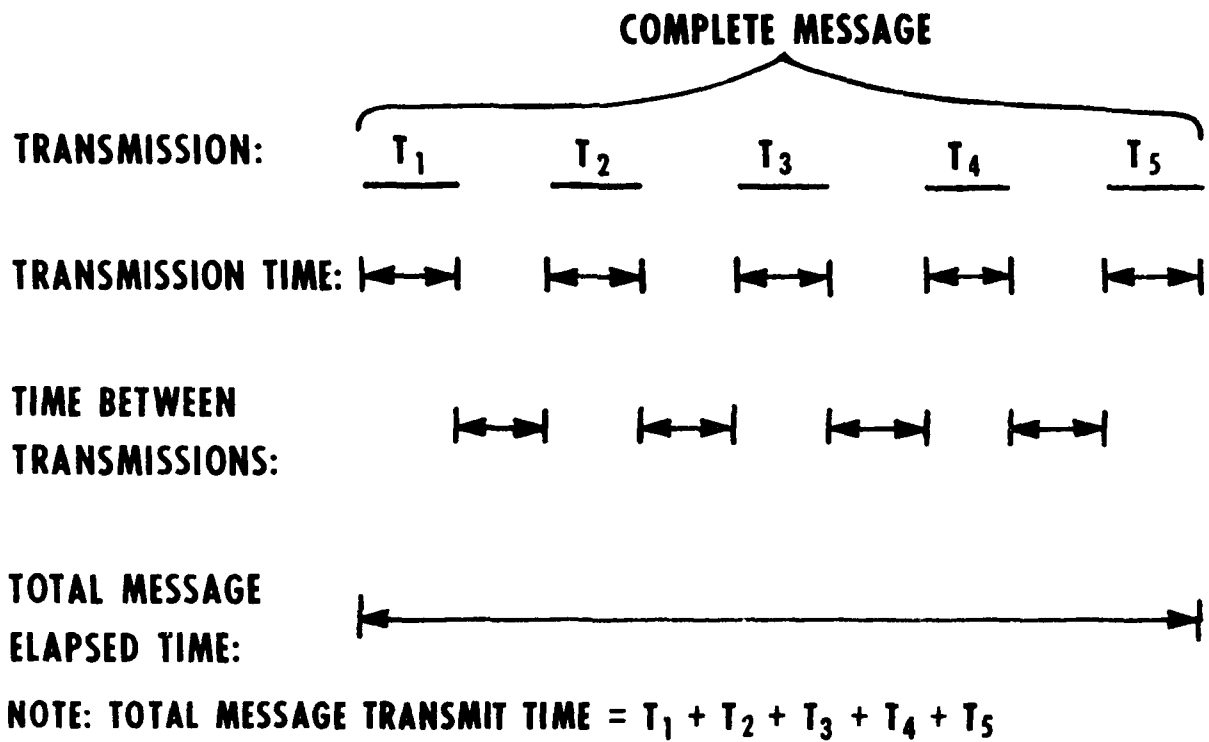 COMPLETE MESSAGE
TRANSMISSION: T₁ T₂ T₃ T₄ T₅
TRANSMISSION TIME:
TIME BETWEEN
TRANSMISSIONS:
TOTAL MESSAGE
ELAPSED TIME:
NOTE: TOTAL MESSAGE TRANSMIT TIME = T₁ + T₂ + T₃ + T₄ + T₅